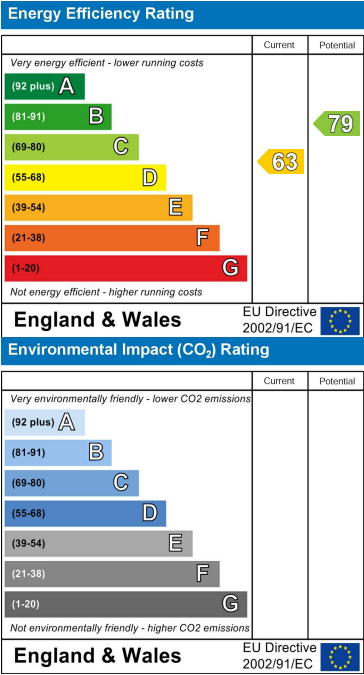 Energy Efficiency Rating
Current Potential
Very energy efficient - lower running costs
(92 plus) A
(81-91) B
(69-80) C
(55-68) D
(39-54) E
(21-38) F
(1-20) G
63
79
Not energy efficient - higher running costs
England & Wales
EU Directive
2002/91/EC
Environmental Impact (CO₂) Rating
Current Potential
Very environmentally friendly - lower CO2 emissions
(92 plus) A
(81-91) B
(69-80) C
(55-68) D
(39-54) E
(21-38) F
(1-20) G
Not environmentally friendly - higher CO2 emissions
England & Wales
EU Directive
2002/91/EC